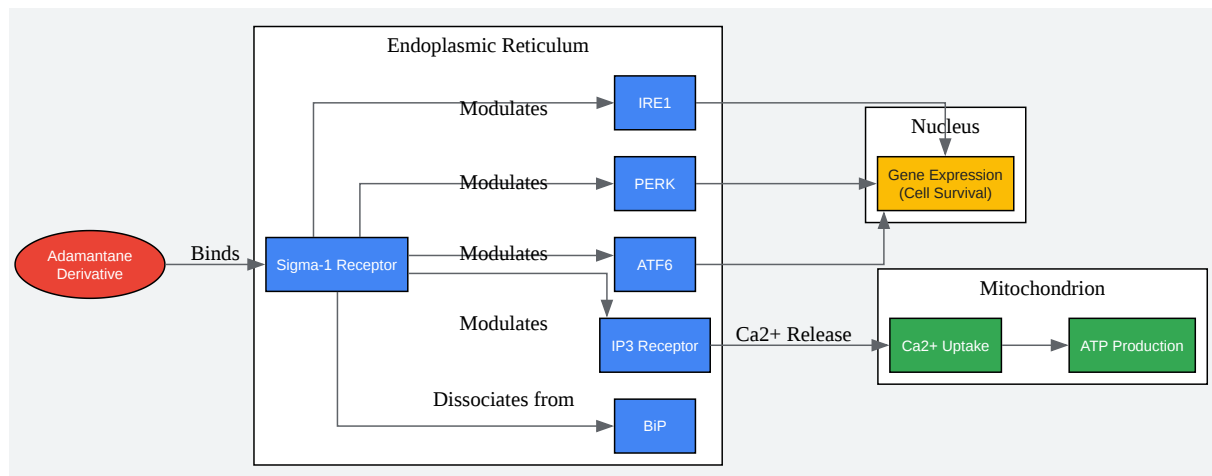 Endoplasmic Reticulum
Modulates
IRE1
Nucleus
Gene Expression
(Cell Survival)
Modulates
PERK
Adamantane
Derivative
Binds
Sigma-1 Receptor
Modulates
ATF6
Mitochondrion
Modulates
IP3 Receptor
Ca2+ Release
Ca2+ Uptake
ATP Production
Dissociates from
BiP